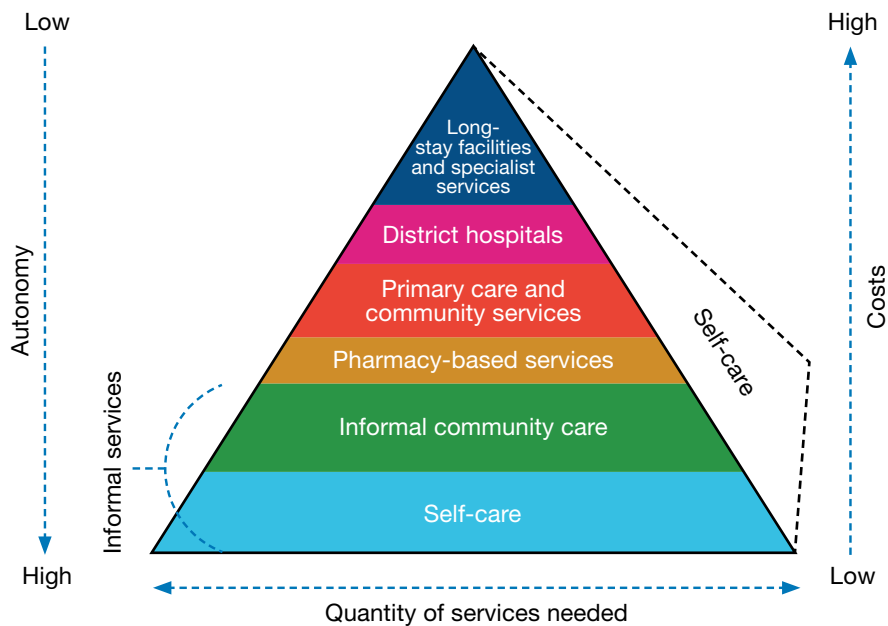 Low
High
Long-
stay facilities
and specialist
services
District hospitals
Primary care and
community services
Pharmacy-based services
Informal community care
Self-care
Self-care
Autonomy
Informal services
Costs
High
Low
Quantity of services needed